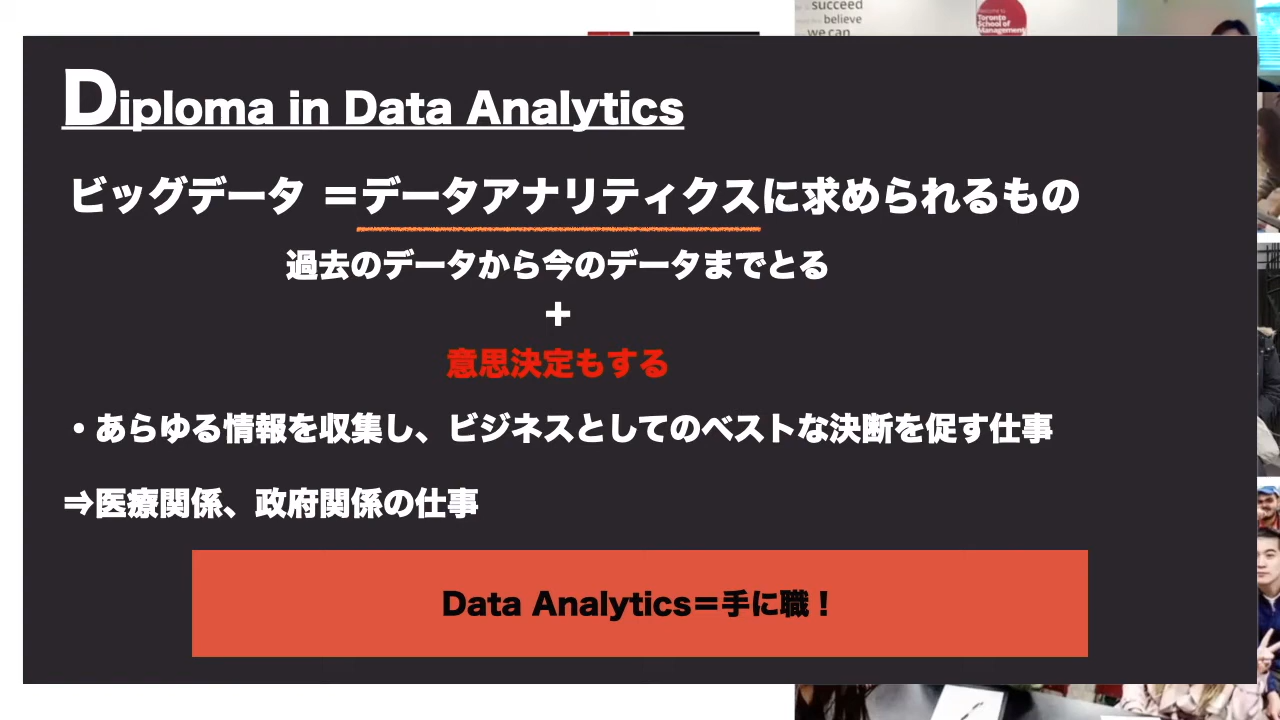 succeed
believe
we can
Toronto
School of
Management
Diploma in Data Analytics
ビッグデータ ＝データアナリティクスに求められるもの
過去のデータから今のデータまでとる
＋
意思決定もする
・あらゆる情報を収集し、ビジネスとしてのベストな決断を促す仕事
⇒医療関係、政府関係の仕事
Data Analytics＝手に職！